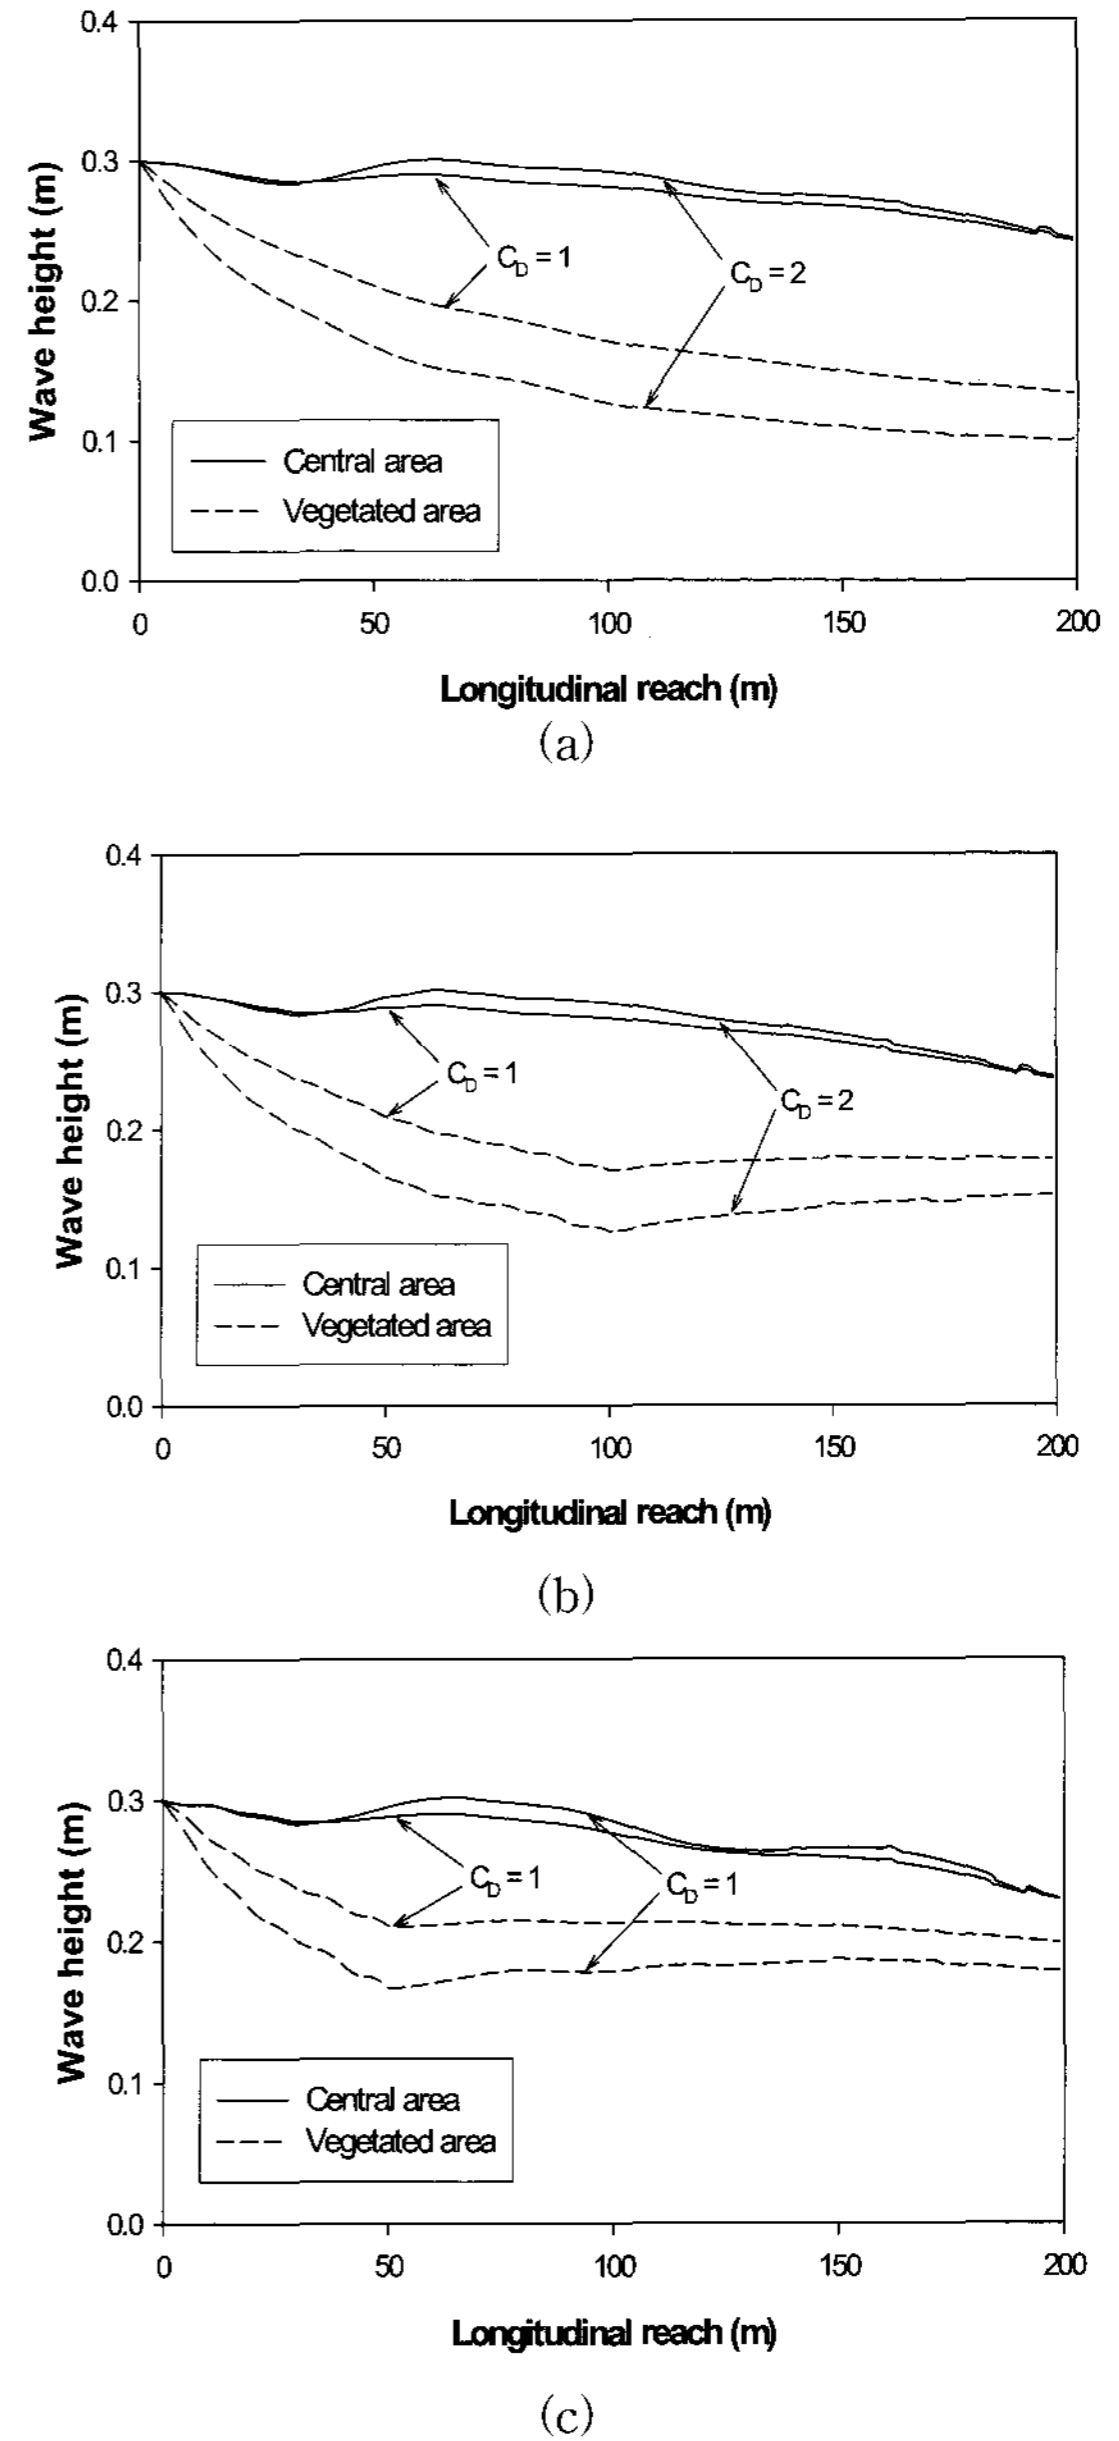 0.4
0.3
0.2
0.1
0.0
Wave height (m)
C_D = 1
C_D = 2
Central area
Vegetated area
0 50 100 150 200
Longitudinal reach (m)
(a)
0.4
0.3
0.2
0.1
0.0
Wave height (m)
C_D = 1
C_D = 2
Central area
Vegetated area
0 50 100 150 200
Longitudinal reach (m)
(b)
0.4
0.3
0.2
0.1
0.0
Wave height (m)
C_D = 1
C_D = 1
Central area
Vegetated area
0 50 100 150 200
Longitudinal reach (m)
(c)